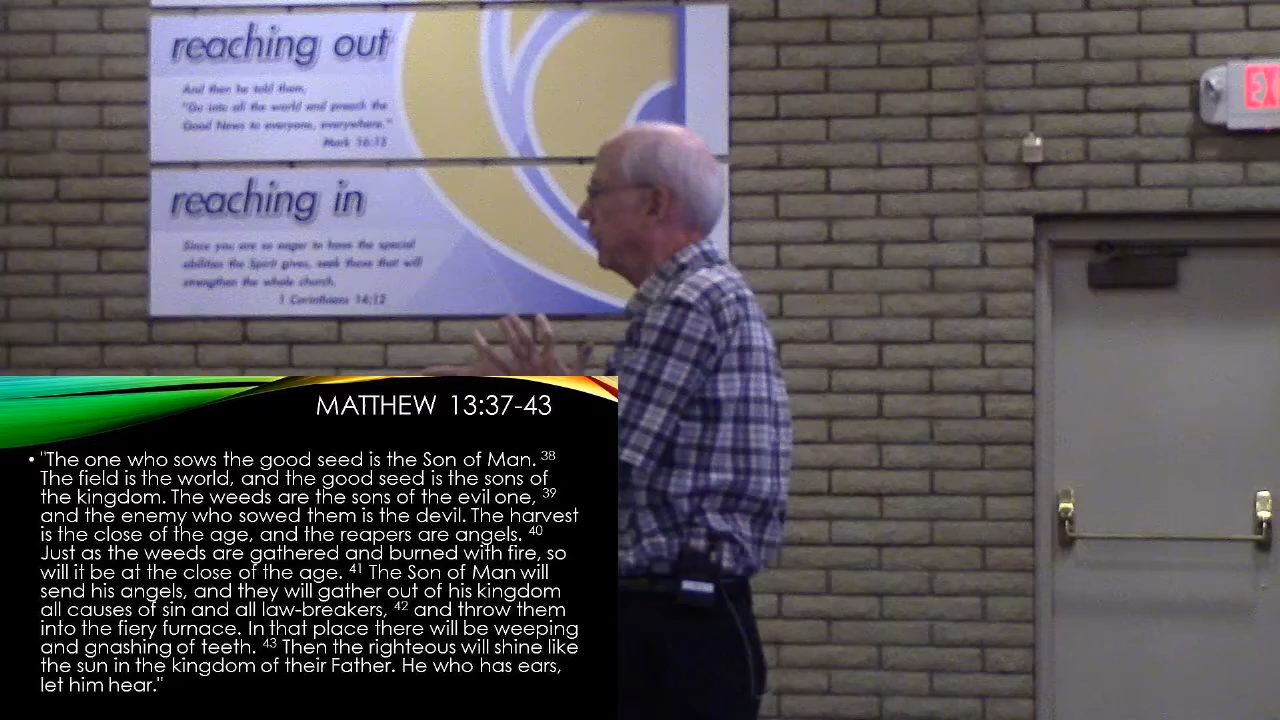 reaching out
And then he told them,
"Go into all the world and preach the
Good News to everyone, everywhere."
Mark
reaching in
Since you are so eager to have the special
abilities the Spirit gives, seek those that will
strengthen the whole church.
1 Corinthians 14:12
EX
MATTHEW 13:37-43
• "The one who sows the good seed is the Son of Man. 38
The field is the world, and the good seed is the sons of
the kingdom. The weeds are the sons of the evil one, 39
and the enemy who sowed them is the devil. The harvest
is the close of the age, and the reapers are angels. 40
Just as the weeds are gathered and burned with fire, so
will it be at the close of the age. 41 The Son of Man will
send his angels, and they will gather out of his kingdom
all causes of sin and all law-breakers, 42 and throw them
into the fiery furnace. In that place there will be weeping
and gnashing of teeth. 43 Then the righteous will shine like
the sun in the kingdom of their Father. He who has ears,
let him hear."